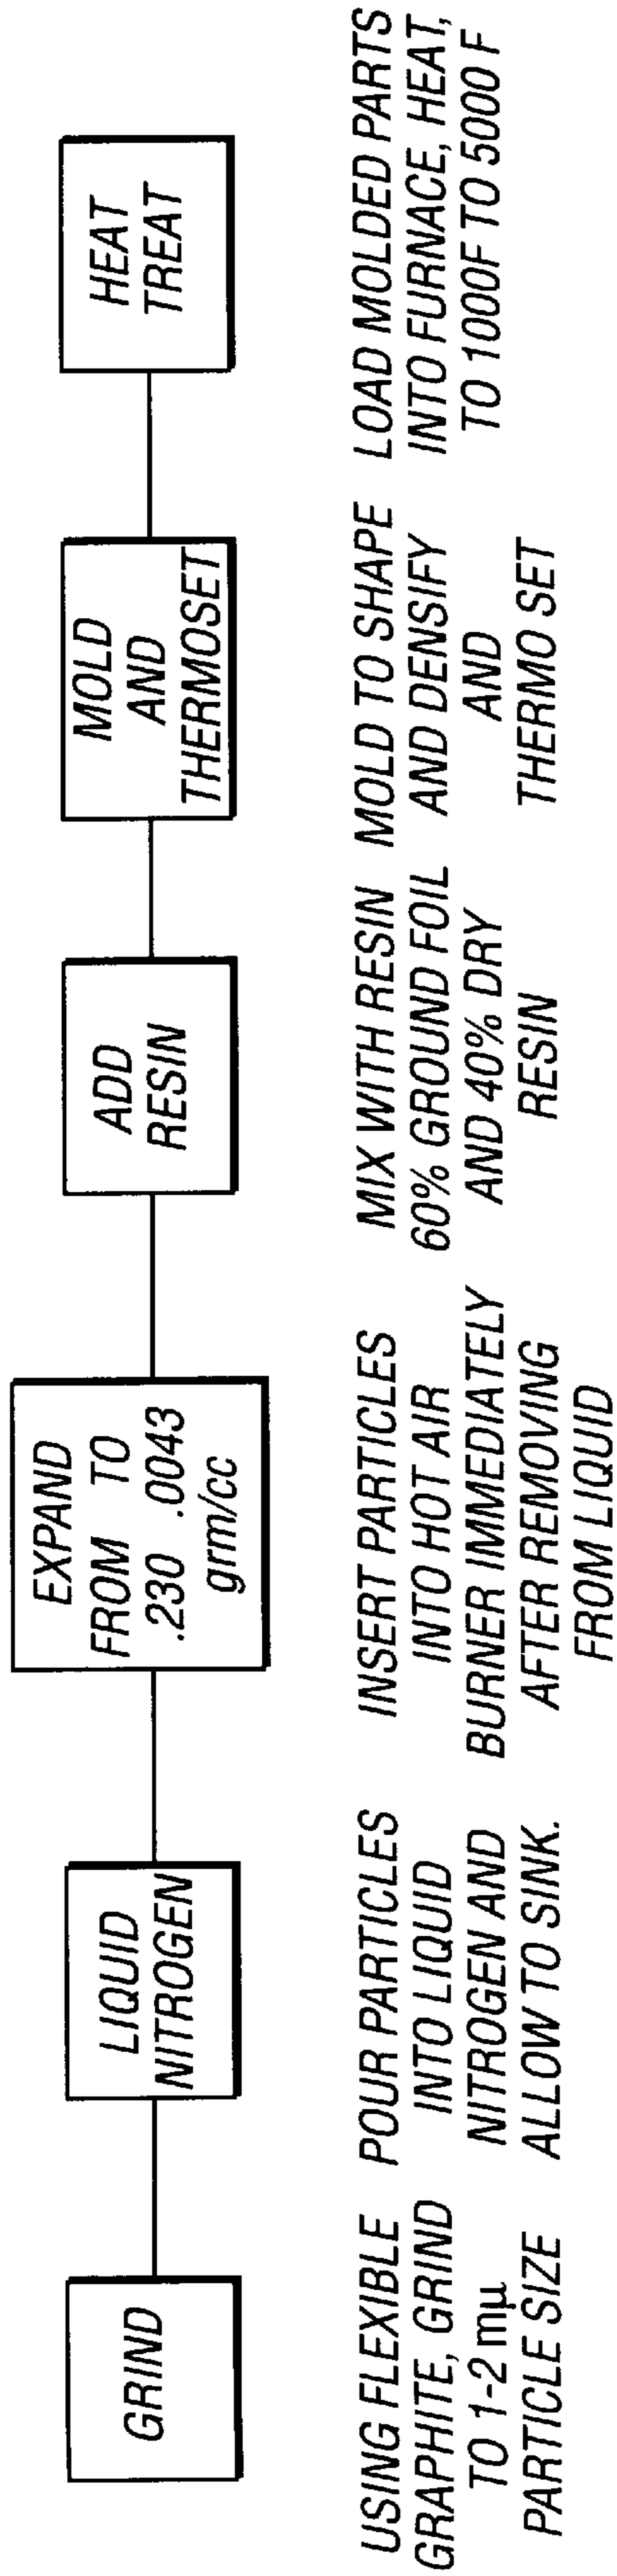 GRIND
USING FLEXIBLE
GRAPHITE, GRIND
TO 1-2 mµ
PARTICLE SIZE
LIQUID
NITROGEN
POUR PARTICLES
INTO LIQUID
NITROGEN AND
ALLOW TO SINK.
EXPAND
FROM TO
.230 .0043
grm/cc
INSERT PARTICLES
INTO HOT AIR
BURNER IMMEDIATELY
AFTER REMOVING
FROM LIQUID
ADD
RESIN
MIX WITH RESIN
60% GROUND FOIL
AND 40% DRY
RESIN
MOLD
AND
THERMOSET
MOLD TO SHAPE
AND DENSIFY
AND
THERMO SET
HEAT
TREAT
LOAD MOLDED PARTS
INTO FURNACE, HEAT,
TO 1000F TO 5000 F